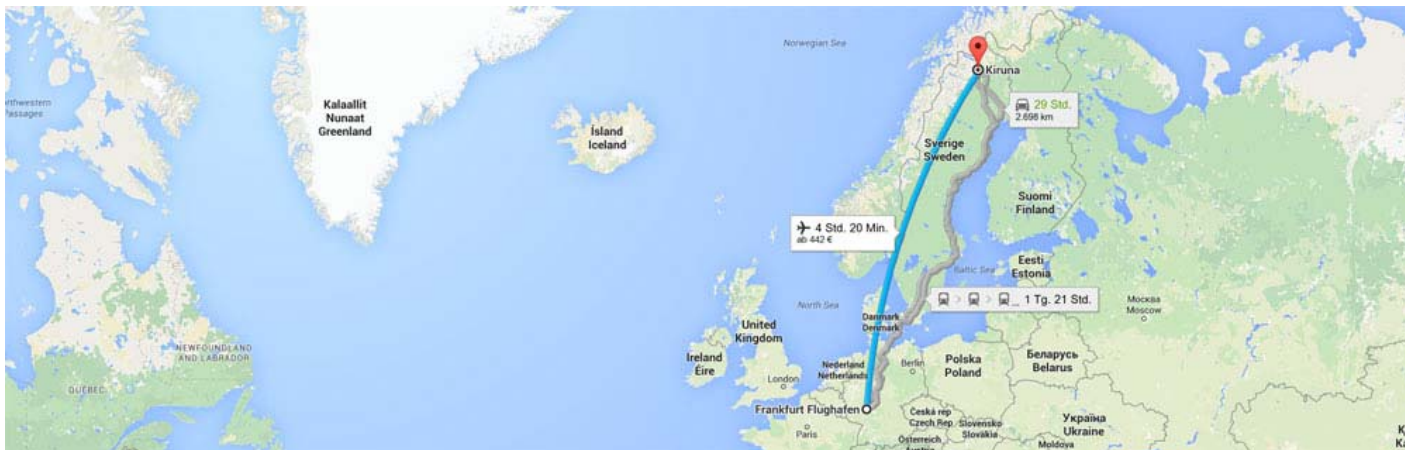 Norwegian Sea
Kiruna
29 Std.
2.698 km
Passages
Kalaallit
Nunaat
Greenland
Ísland
Iceland
Sverige
Sweden
Suomi
Finland
4 Std. 20 Min.
ab 442 €
Eesti
Estonia
Baltic Sea
1 Tg. 21 Std.
Москва
Moscow
North Sea
Danmark
Denmark
United
Kingdom
NEWFOUNDLAND
AND LABRADOR
Ireland
Éire
Nederland
Netherlands
Berlin
Polska
Poland
Беларусь
Belarus
London
QUÉBEC
Frankfurt Flughafen
Paris
Česká rep
Czech Rep
Slovensko
Slovakia
Україна
Ukraine
Österreich
Moldova